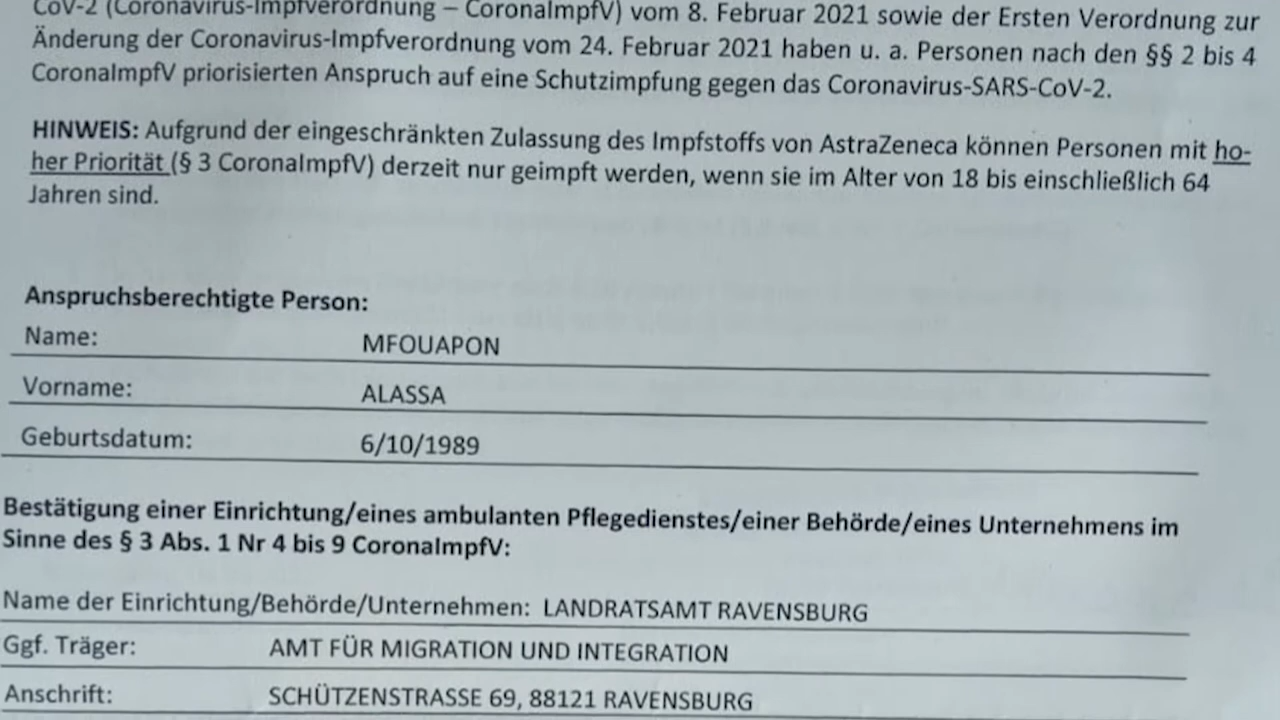 CoV-2 (Coronavirus-Impfverordnung – CoronaImpfV) vom 8. Februar 2021 sowie der Ersten Verordnung zur
Änderung der Coronavirus-Impfverordnung vom 24. Februar 2021 haben u. a. Personen nach den §§ 2 bis 4
CoronaImpfV priorisierten Anspruch auf eine Schutzimpfung gegen das Coronavirus-SARS-CoV-2.
HINWEIS: Aufgrund der eingeschränkten Zulassung des Impfstoffs von AstraZeneca können Personen mit ho-
her Priorität (§ 3 CoronaImpfV) derzeit nur geimpft werden, wenn sie im Alter von 18 bis einschließlich 64
Jahren sind.
Anspruchsberechtigte Person:
Name: MFOUAPON
Vorname: ALASSA
Geburtsdatum: 6/10/1989
Bestätigung einer Einrichtung/eines ambulanten Pflegedienstes/einer Behörde/eines Unternehmens im
Sinne des § 3 Abs. 1 Nr 4 bis 9 CoronaImpfV:
Name der Einrichtung/Behörde/Unternehmen: LANDRATSAMT RAVENSBURG
Ggf. Träger: AMT FÜR MIGRATION UND INTEGRATION
Anschrift: SCHÜTZENSTRASSE 69, 88121 RAVENSBURG